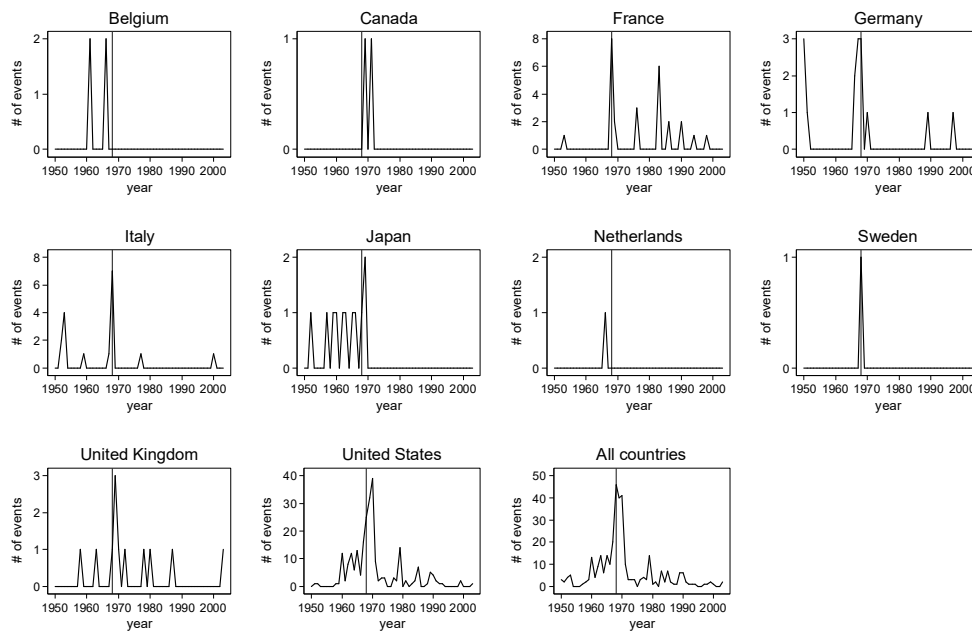 Belgium
# of events
2
1
0
1950 1960 1970 1980 1990 2000
year
Canada
# of events
1
0
1950 1960 1970 1980 1990 2000
year
France
# of events
8
6
4
2
0
1950 1960 1970 1980 1990 2000
year
Germany
# of events
3
2
1
0
1950 1960 1970 1980 1990 2000
year
Italy
# of events
8
6
4
2
0
1950 1960 1970 1980 1990 2000
year
Japan
# of events
2
1
0
1950 1960 1970 1980 1990 2000
year
Netherlands
# of events
2
1
0
1950 1960 1970 1980 1990 2000
year
Sweden
# of events
1
0
1950 1960 1970 1980 1990 2000
year
United Kingdom
# of events
3
2
1
0
1950 1960 1970 1980 1990 2000
year
United States
# of events
40
30
20
10
0
1950 1960 1970 1980 1990 2000
year
All countries
# of events
50
40
30
20
10
0
1950 1960 1970 1980 1990 2000
year